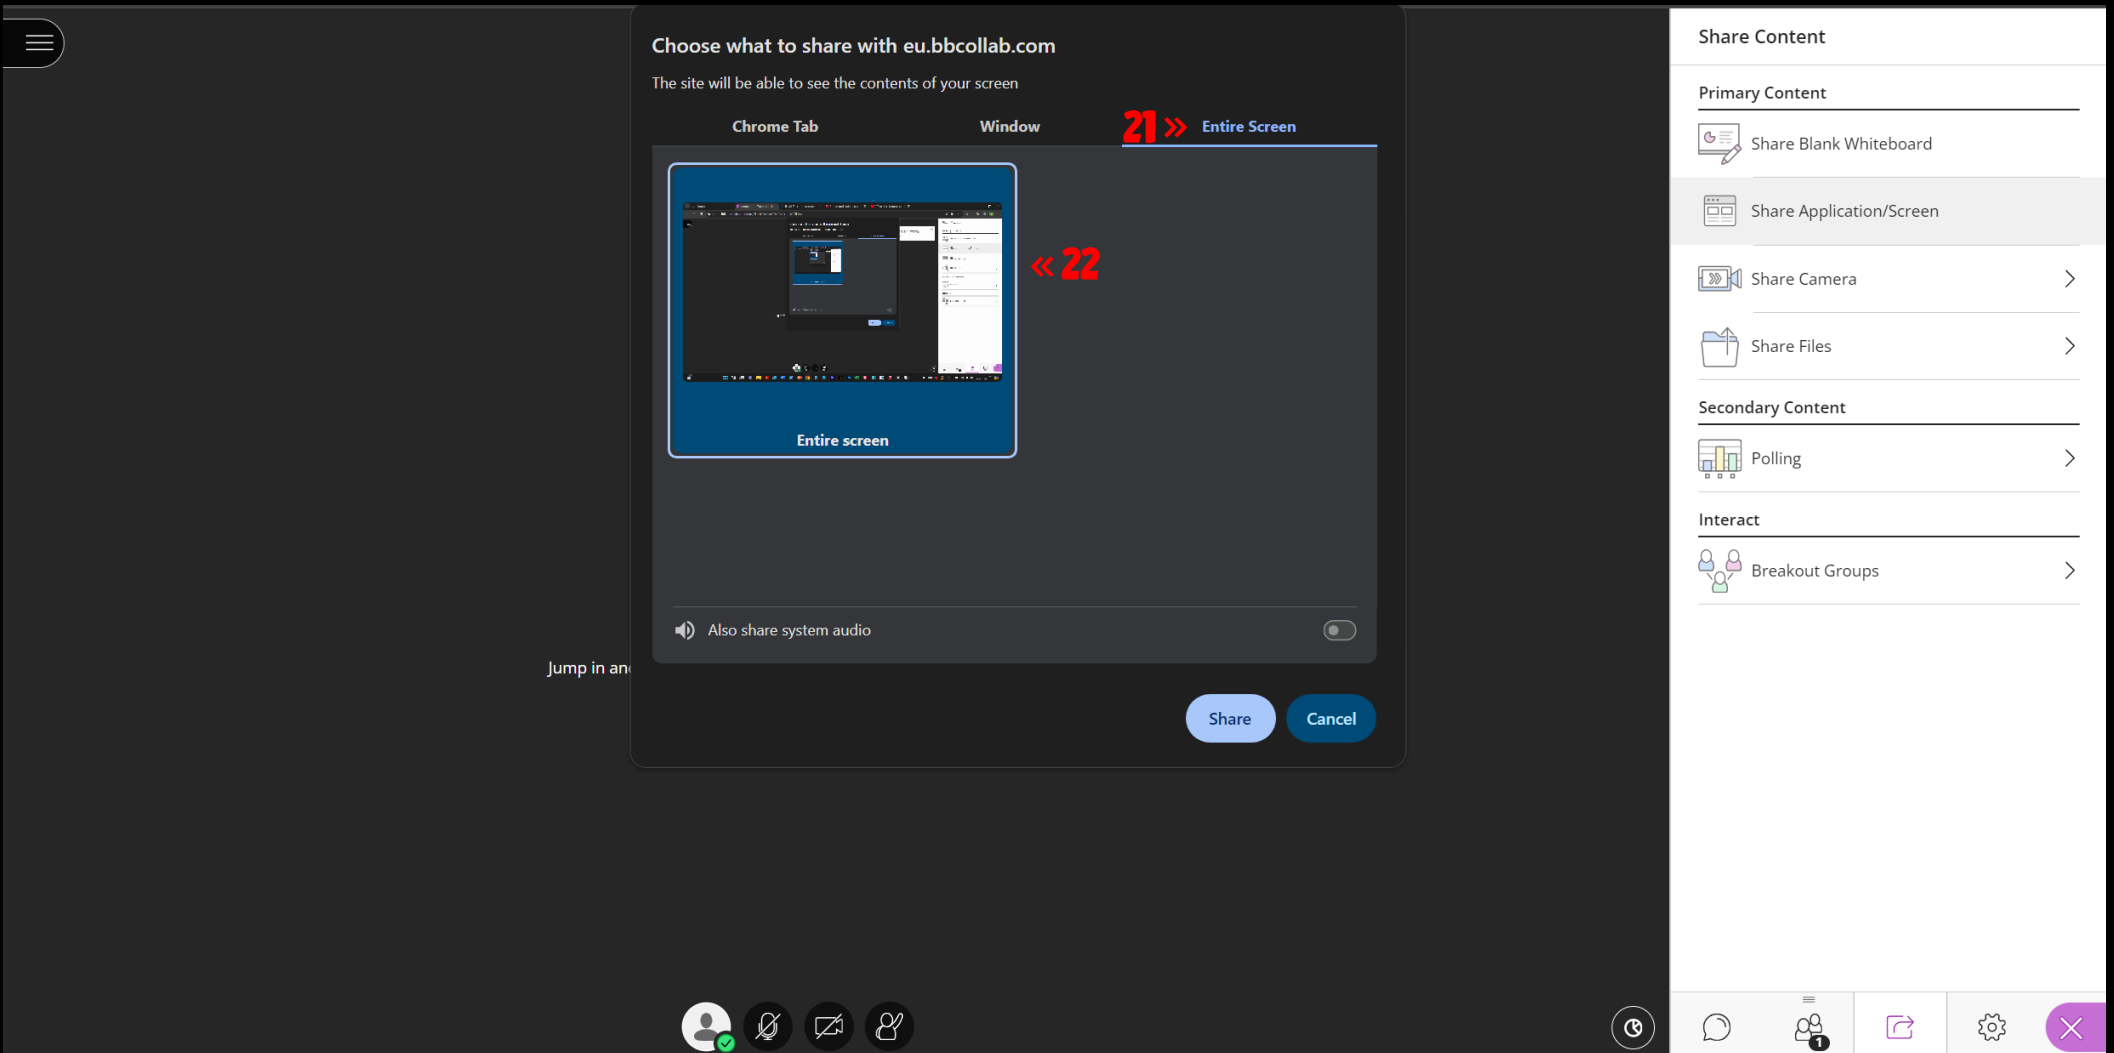 Choose what to share with eu.bbcollab.com
The site will be able to see the contents of your screen
Chrome Tab
Window
21 »
Entire Screen
« 22
Entire screen
Also share system audio
Share
Cancel
Jump in an
Share Content
Primary Content
Share Blank Whiteboard
Share Application/Screen
Share Camera
Share Files
Secondary Content
Polling
Interact
Breakout Groups
1